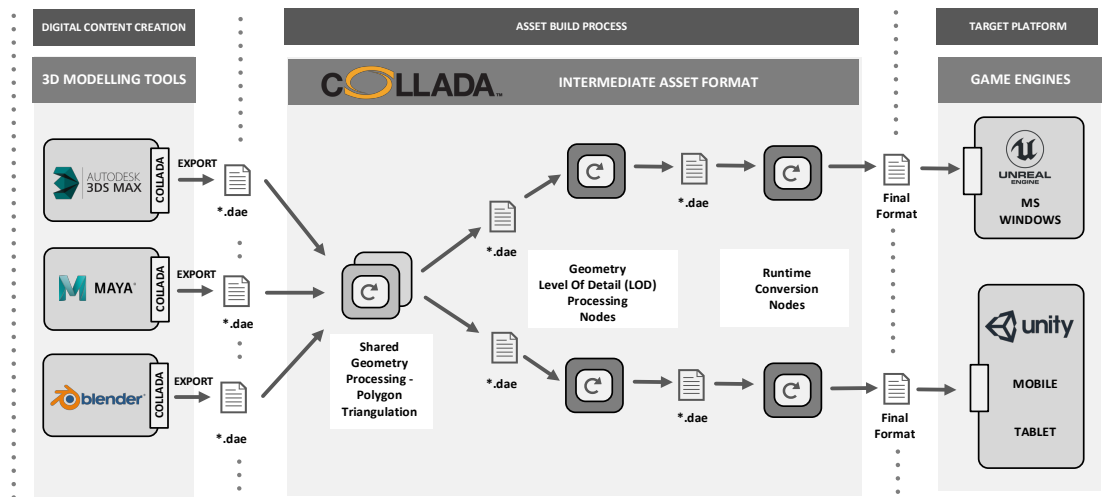 DIGITAL CONTENT CREATION
ASSET BUILD PROCESS
TARGET PLATFORM
3D MODELLING TOOLS
COLLADA™
INTERMEDIATE ASSET FORMAT
GAME ENGINES
AUTODESK
3DS MAX
COLLADA
EXPORT
*.dae
MAYA®
COLLADA
EXPORT
*.dae
blender®
COLLADA
EXPORT
*.dae
Shared
Geometry
Processing -
Polygon
Triangulation
*.dae
*.dae
Geometry
Level Of Detail (LOD)
Processing
Nodes
*.dae
*.dae
Runtime
Conversion
Nodes
Final
Format
Final
Format
UNREAL
ENGINE
MS
WINDOWS
unity
MOBILE
TABLET